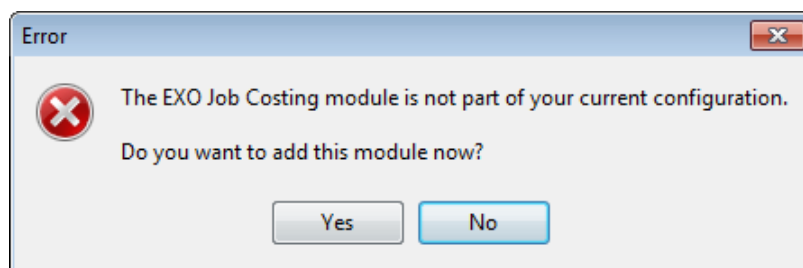 Error
The EXO Job Costing module is not part of your current configuration.
Do you want to add this module now?
Yes
No